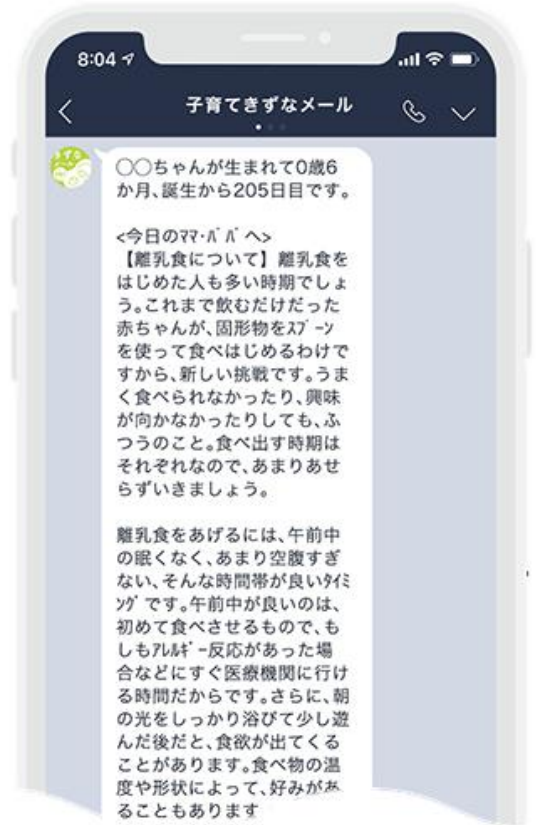 8:04
子育てきずなメール
○○ちゃんが生まれて0歳6
か月、誕生から205日目です。
<今日のﾏﾏ･ﾊﾟﾊﾟへ>
【離乳食について】離乳食を
はじめた人も多い時期でしょ
う。これまで飲むだけだった
赤ちゃんが、固形物をｽﾌﾟｰﾝ
を使って食べはじめるわけで
すから、新しい挑戦です。うま
く食べられなかったり、興味
が向かなかったりしても、ふ
つうのこと。食べ出す時期は
それぞれなので、あまりあせ
らずいきましょう。
離乳食をあげるには、午前中
の眠くなく、あまり空腹すぎ
ない、そんな時間帯が良いﾀｲﾐ
ﾝｸﾞです。午前中が良いのは、
初めて食べさせるもので、も
しもｱﾚﾙｷﾞｰ反応があった場
合などにすぐ医療機関に行け
る時間だからです。さらに、朝
の光をしっかり浴びて少し遊
んだ後だと、食欲が出てくる
ことがあります。食べ物の温
度や形状によって、好みがあ
ることもあります